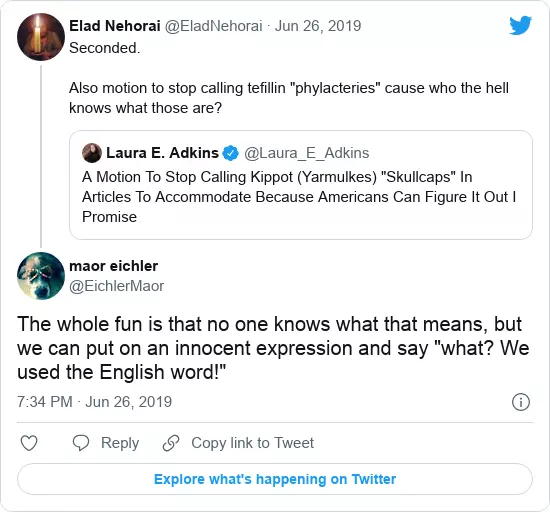 Elad Nehorai @EladNehorai · Jun 26, 2019
Seconded.
Also motion to stop calling tefillin "phylacteries" cause who the hell
knows what those are?
Laura E. Adkins @Laura_E_Adkins
A Motion To Stop Calling Kippot (Yarmulkes) "Skullcaps" In
Articles To Accommodate Because Americans Can Figure It Out I
Promise
maor eichler
@EichlerMaor
The whole fun is that no one knows what that means, but
we can put on an innocent expression and say "what? We
used the English word!"
7:34 PM · Jun 26, 2019
Reply
Copy link to Tweet
Explore what's happening on Twitter